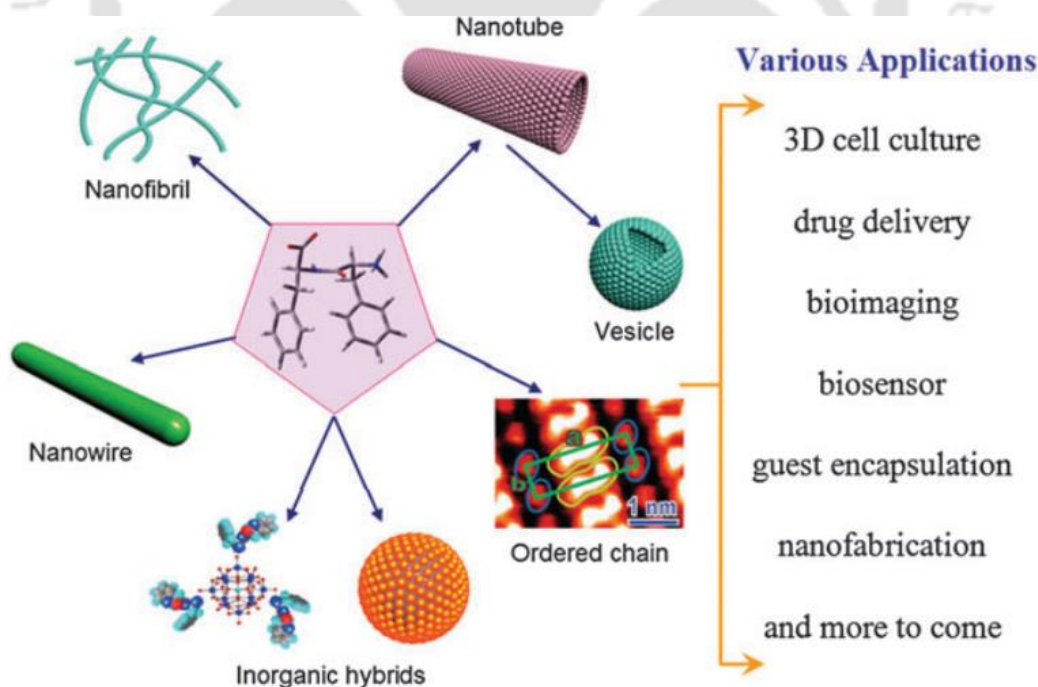 Nanotube
Various Applications
Nanofibril
3D cell culture
drug delivery
Vesicle
bioimaging
biosensor
Nanowire
a
b
1 nm
guest encapsulation
Ordered chain
nanofabrication
and more to come
Inorganic hybrids